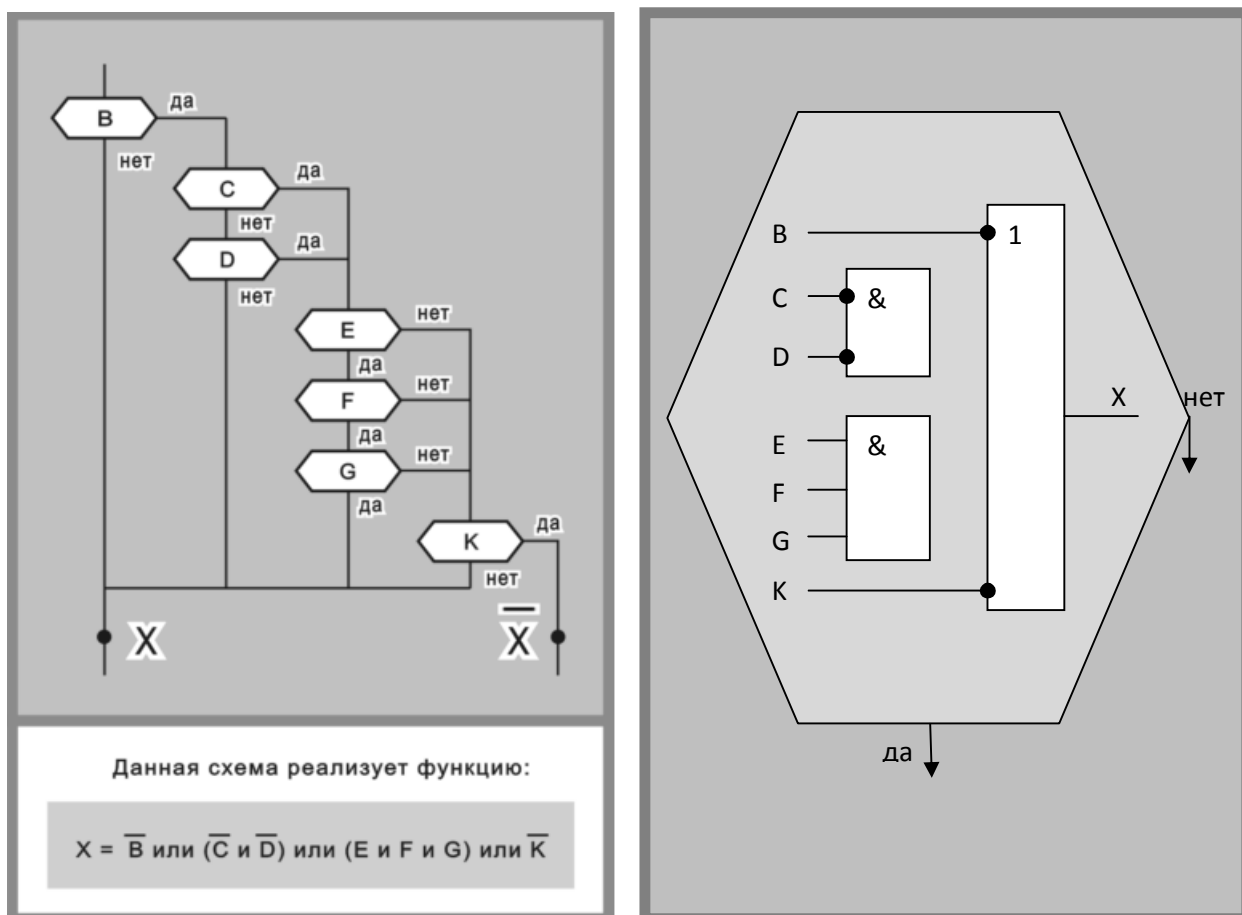 B
да
нет
C
да
нет
D
да
нет
E
нет
да
F
нет
да
G
нет
да
K
да
нет
X
X̅
Данная схема реализует функцию:
X = B̅ или (C̅ и D̅) или (E и F и G) или K̅
B
1
C
&
D
X
нет
E
&
F
G
K
да